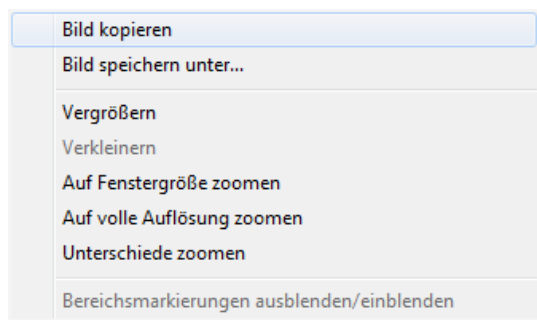 Bild kopieren
Bild speichern unter...
Vergrößern
Verkleinern
Auf Fenstergröße zoomen
Auf volle Auflösung zoomen
Unterschiede zoomen
Bereichsmarkierungen ausblenden/einblenden